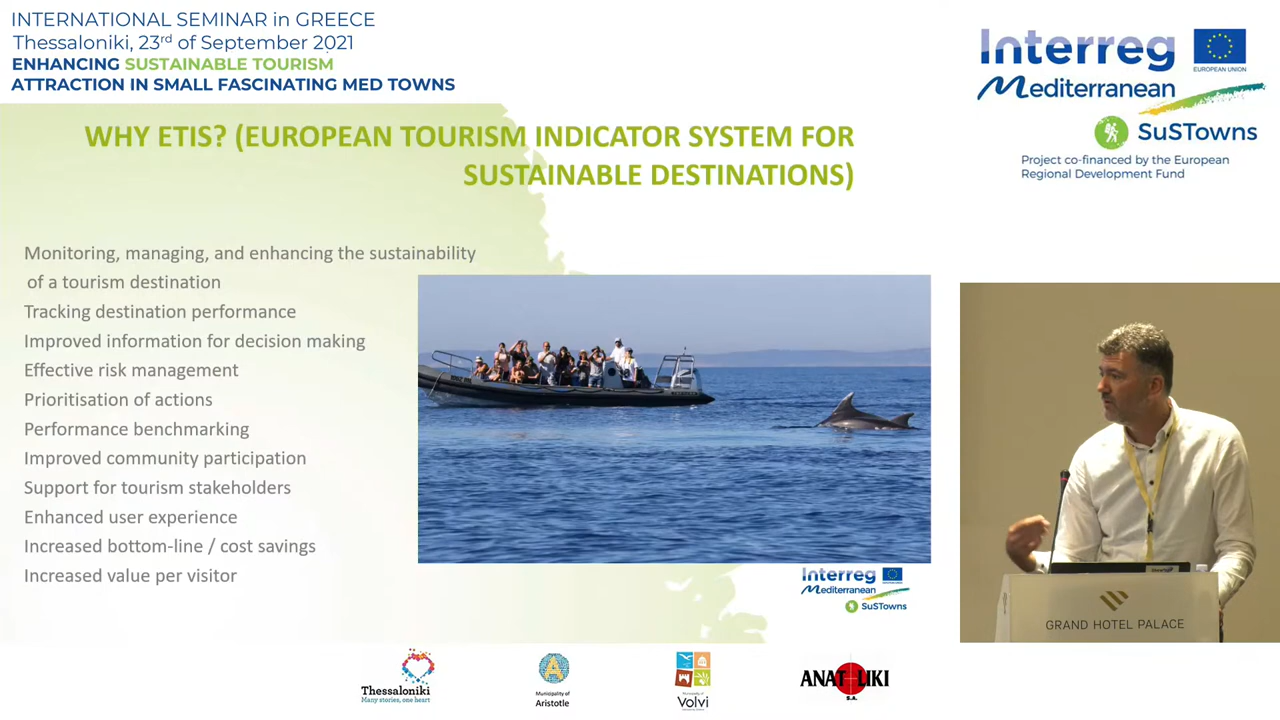 INTERNATIONAL SEMINAR in GREECE
Thessaloniki, 23rd of September 2021
ENHANCING SUSTAINABLE TOURISM
ATTRACTION IN SMALL FASCINATING MED TOWNS
Interreg
EUROPEAN UNION
Mediterranean
SuSTowns
Project co-financed by the European
Regional Development Fund
WHY ETIS? (EUROPEAN TOURISM INDICATOR SYSTEM FOR
SUSTAINABLE DESTINATIONS)
Monitoring, managing, and enhancing the sustainability
of a tourism destination
Tracking destination performance
Improved information for decision making
Effective risk management
Prioritisation of actions
Performance benchmarking
Improved community participation
Support for tourism stakeholders
Enhanced user experience
Increased bottom-line / cost savings
Increased value per visitor
Interreg
Mediterranean
SuSTowns
GRAND HOTEL PALACE
Thessaloniki
Many stories, one heart
Municipality of
Aristotle
Municipality of
Volvi
ANATOLIKI
S.A.